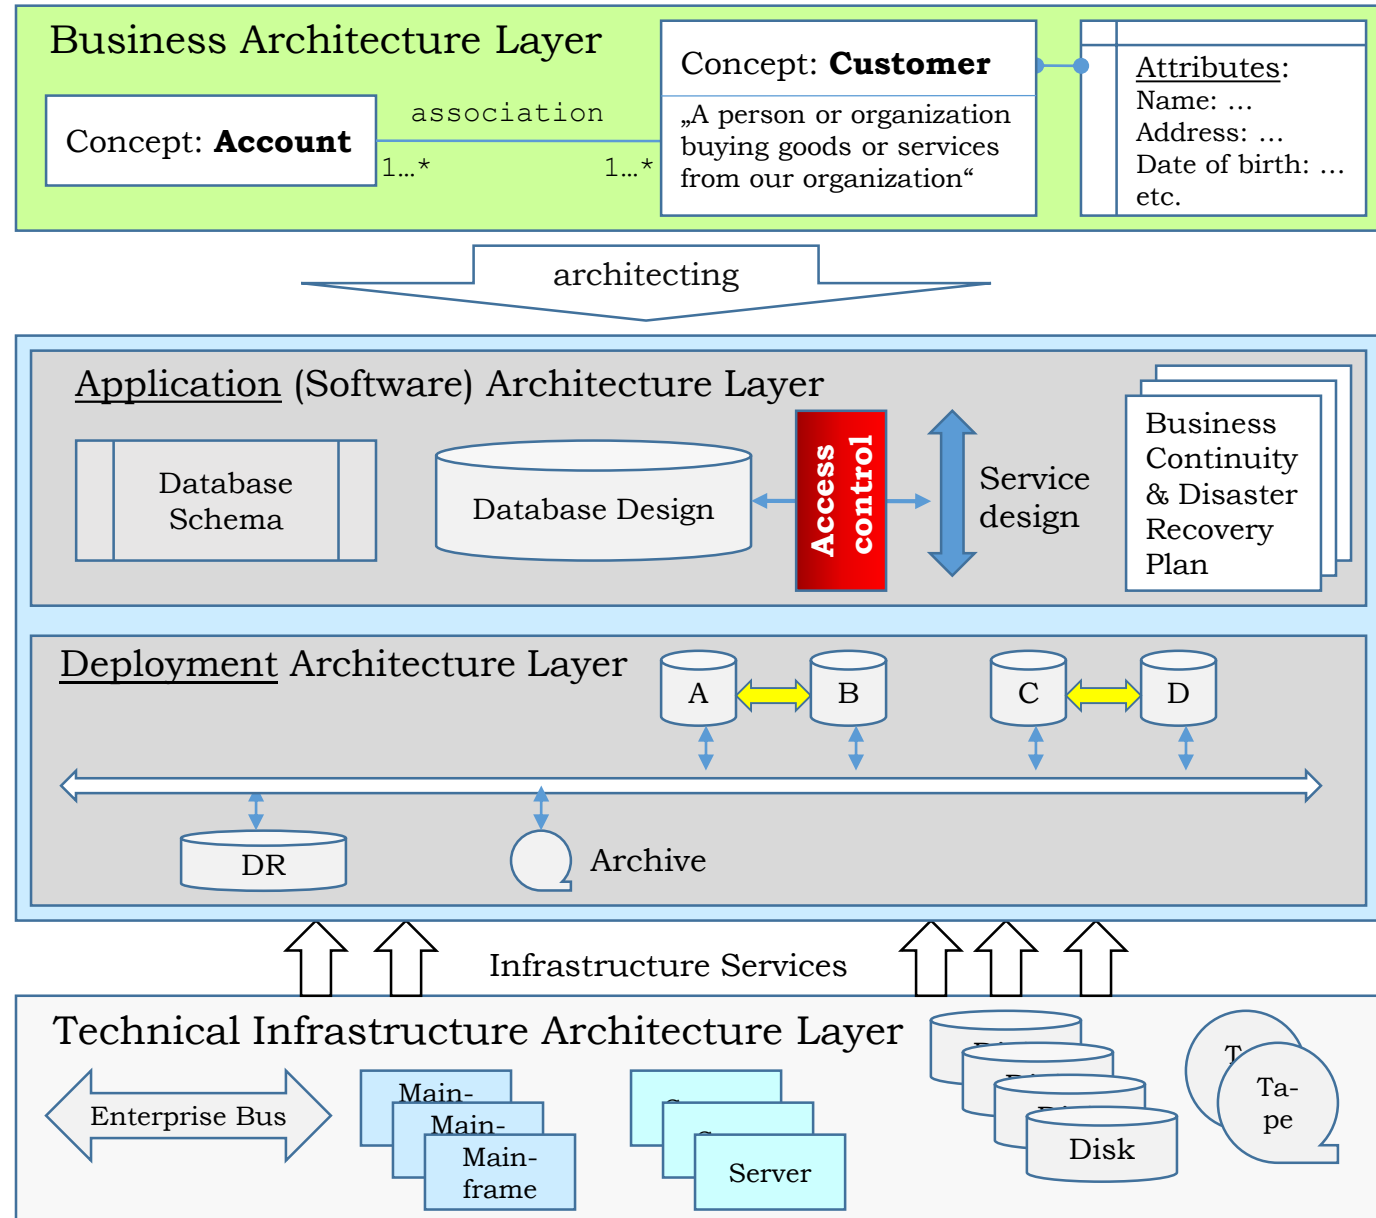 Business Architecture Layer
Concept: Account
association
1…*
1…*
Concept: Customer
„A person or organization
buying goods or services
from our organization“
Attributes:
Name: …
Address: …
Date of birth: …
etc.
architecting
Application (Software) Architecture Layer
Database
Schema
Database Design
Access
control
Service
design
Business
Continuity
& Disaster
Recovery
Plan
Deployment Architecture Layer
A
B
C
D
DR
Archive
Infrastructure Services
Technical Infrastructure Architecture Layer
Enterprise Bus
Main-
Main-
Main-
frame
Server
Disk
Ta-
pe